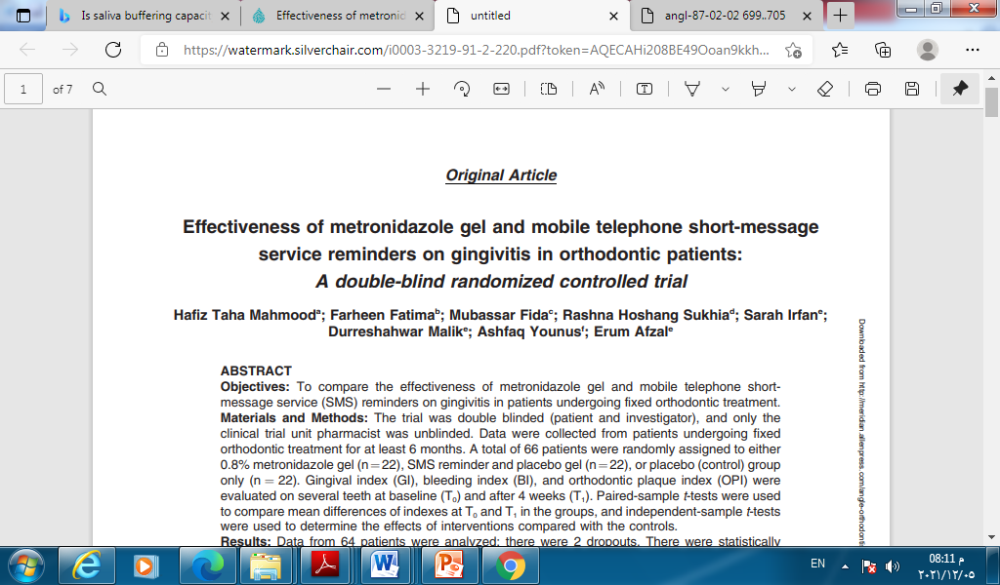 Is saliva buffering capacit
Effectiveness of metronid
untitled
angl-87-02-02 699..705
https://watermark.silverchair.com/i0003-3219-91-2-220.pdf?token=AQECAHi208BE49Ooan9kkh...
1 of 7
Original Article
Effectiveness of metronidazole gel and mobile telephone short-message
service reminders on gingivitis in orthodontic patients:
A double-blind randomized controlled trial
Hafiz Taha Mahmoodᵃ; Farheen Fatimaᵇ; Mubassar Fidaᶜ; Rashna Hoshang Sukhiaᵈ; Sarah Irfanᵉ;
Durreshahwar Malikᵉ; Ashfaq Younusᶠ; Erum Afzalᵉ
ABSTRACT
Objectives: To compare the effectiveness of metronidazole gel and mobile telephone short-
message service (SMS) reminders on gingivitis in patients undergoing fixed orthodontic treatment.
Materials and Methods: The trial was double blinded (patient and investigator), and only the
clinical trial unit pharmacist was unblinded. Data were collected from patients undergoing fixed
orthodontic treatment for at least 6 months. A total of 66 patients were randomly assigned to either
0.8% metronidazole gel (n=22), SMS reminder and placebo gel (n=22), or placebo (control) group
only (n = 22). Gingival index (GI), bleeding index (BI), and orthodontic plaque index (OPI) were
evaluated on several teeth at baseline (T₀) and after 4 weeks (T₁). Paired-sample t-tests were used
to compare mean differences of indexes at T₀ and T₁ in the groups, and independent-sample t-tests
were used to determine the effects of interventions compared with the controls.
Results: Data from 64 patients were analyzed; there were 2 dropouts. There were statistically
Downloaded from http://meridian.allenpress.com/angle-orthodonti
EN
08:11 م
٢٠٢١/١٢/٠٥